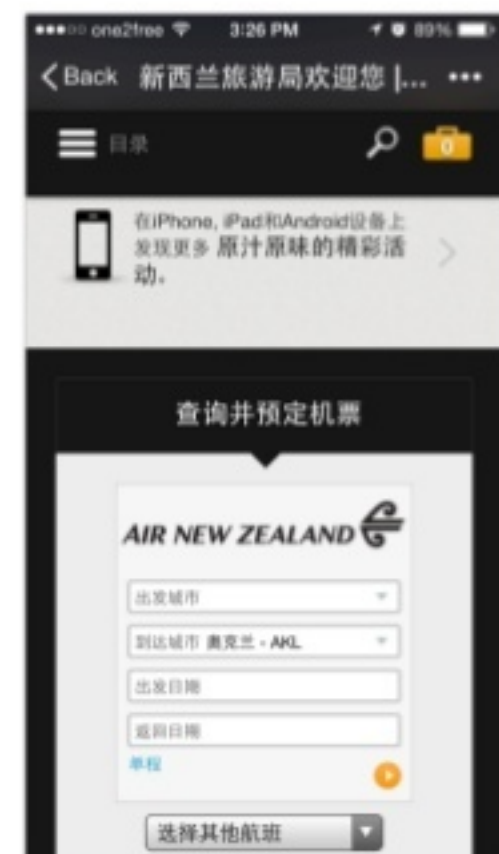 one2free 3:26 PM 89%
Back 新西兰旅游局欢迎您 |... •••
目录 0
在iPhone, iPad和Android设备上
发现更多 原汁原味的精彩活
动.
查询并预定机票
AIR NEW ZEALAND
出发城市
到达城市 奥克兰 - AKL
出发日期
返回日期
单程
选择其他航班